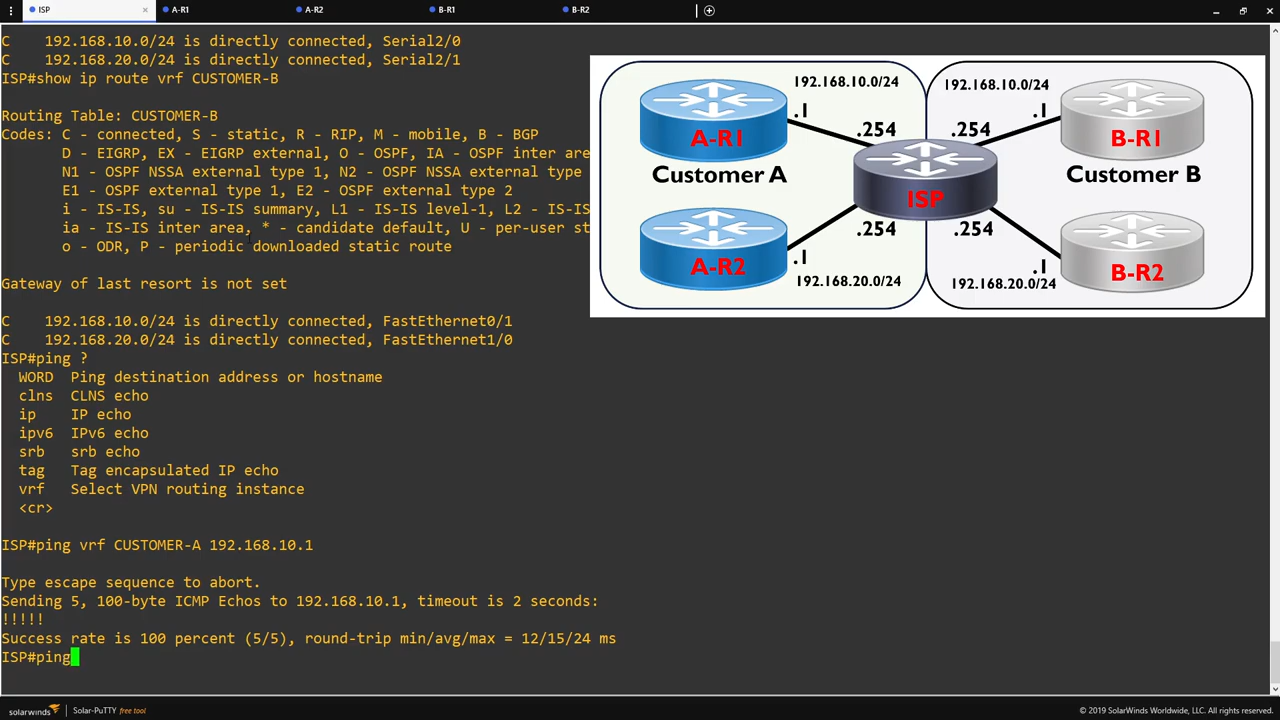 ISP
A-R1
A-R2
B-R1
B-R2
C 192.168.10.0/24 is directly connected, Serial2/0
C 192.168.20.0/24 is directly connected, Serial2/1
ISP#show ip route vrf CUSTOMER-B
Routing Table: CUSTOMER-B
Codes: C - connected, S - static, R - RIP, M - mobile, B - BGP
D - EIGRP, EX - EIGRP external, O - OSPF, IA - OSPF inter area
N1 - OSPF NSSA external type 1, N2 - OSPF NSSA external type
E1 - OSPF external type 1, E2 - OSPF external type 2
i - IS-IS, su - IS-IS summary, L1 - IS-IS level-1, L2 - IS-IS
ia - IS-IS inter area, * - candidate default, U - per-user st
o - ODR, P - periodic downloaded static route
Gateway of last resort is not set
C 192.168.10.0/24 is directly connected, FastEthernet0/1
C 192.168.20.0/24 is directly connected, FastEthernet1/0
ISP#ping ?
WORD Ping destination address or hostname
clns CLNS echo
ip IP echo
ipv6 IPv6 echo
srb srb echo
tag Tag encapsulated IP echo
vrf Select VPN routing instance
<cr>
ISP#ping vrf CUSTOMER-A 192.168.10.1
Type escape sequence to abort.
Sending 5, 100-byte ICMP Echos to 192.168.10.1, timeout is 2 seconds:
!!!!!
Success rate is 100 percent (5/5), round-trip min/avg/max = 12/15/24 ms
ISP#ping
192.168.10.0/24
192.168.10.0/24
.1
.1
A-R1
.254
.254
B-R1
Customer A
Customer B
ISP
.254
.254
A-R2
.1
.1
B-R2
192.168.20.0/24
192.168.20.0/24
solarwinds
Solar-PuTTY free tool
© 2019 SolarWinds Worldwide, LLC. All rights reserved.